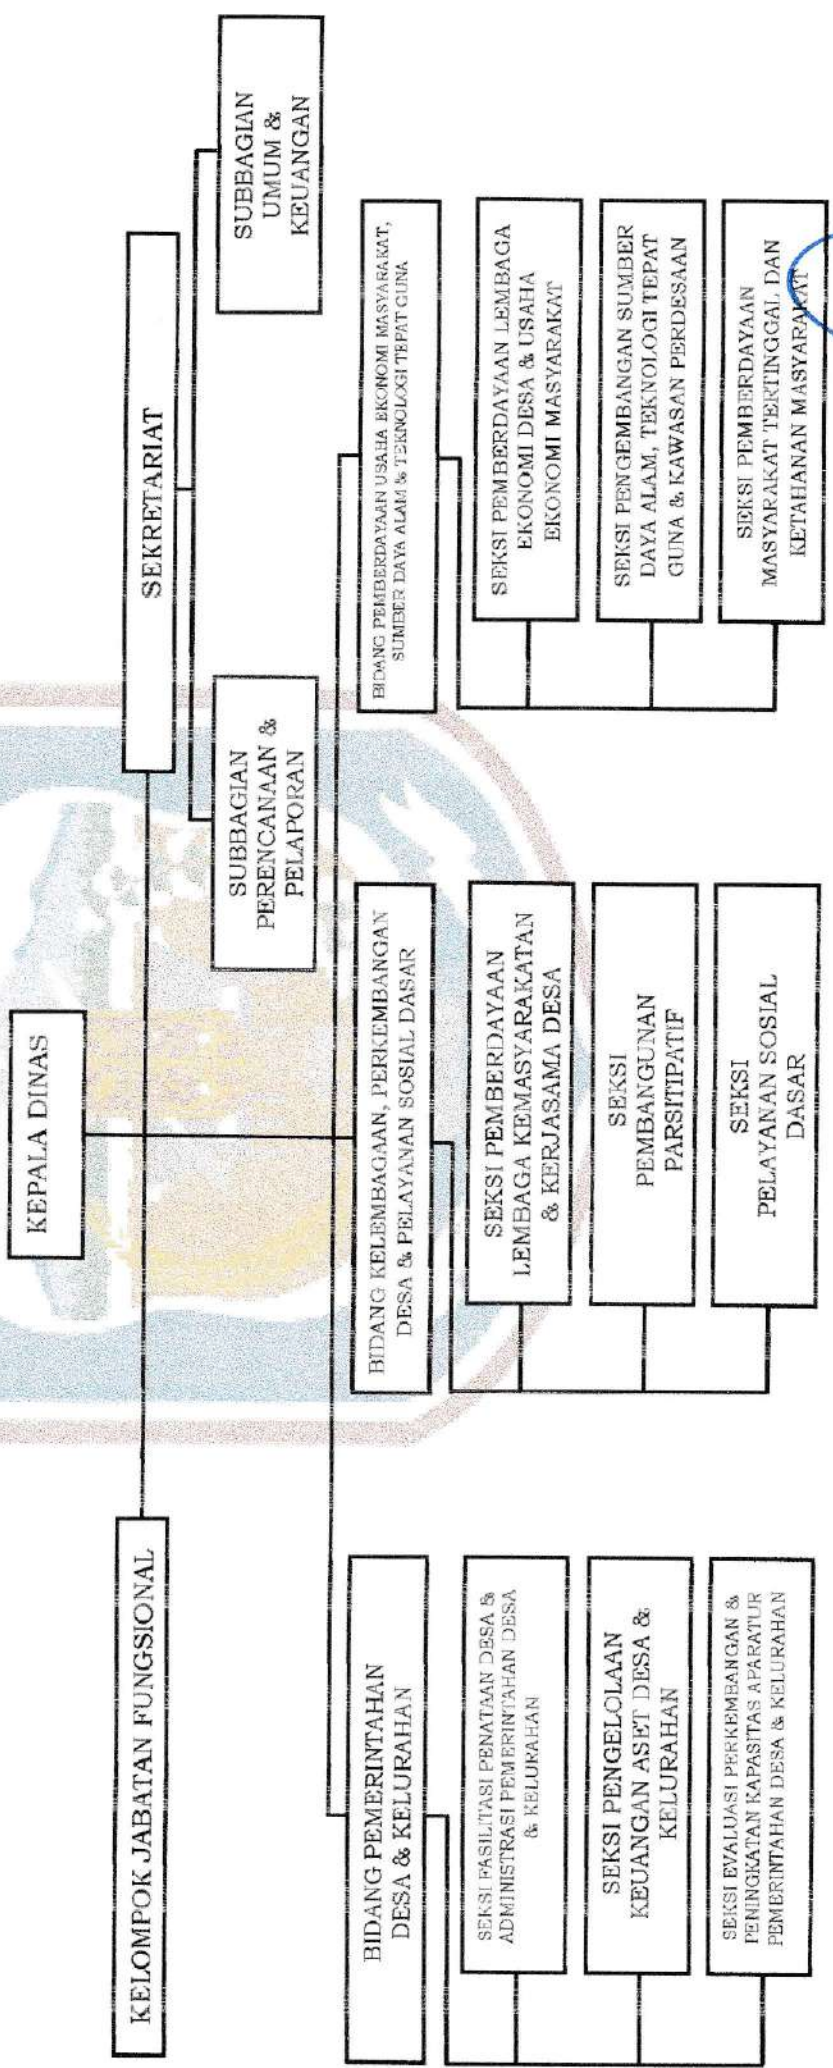 KEPALA DINAS
KELOMPOK JABATAN FUNGSIONAL
SEKRETARIAT
SUBBAGIAN
PERENCANAAN &
PELAPORAN
SUBBAGIAN
UMUM &
KEUANGAN
BIDANG PEMERINTAHAN
DESA & KELURAHAN
SEKSI FASILITASI PENATAAN DESA &
ADMINISTRASI PEMERINTAHAN DESA
& KELURAHAN
SEKSI PENGELOLAAN
KEUANGAN ASET DESA &
KELURAHAN
SEKSI EVALUASI PERKEMBANGAN &
PENINGKATAN KAPASITAS APARATUR
PEMERINTAHAN DESA & KELURAHAN
BIDANG KELEMBAGAAN, PERKEMBANGAN
DESA & PELAYANAN SOSIAL DASAR
SEKSI PEMBERDAYAAN
LEMBAGA KEMASYARAKATAN
& KERJASAMA DESA
SEKSI
PEMBANGUNAN
PARSITIPATIF
SEKSI
PELAYANAN SOSIAL
DASAR
BIDANG PEMBERDAYAAN USAHA EKONOMI MASYARAKAT,
SUMBER DAYA ALAM & TEKNOLOGI TEPAT GUNA
SEKSI PEMBERDAYAAN LEMBAGA
EKONOMI DESA & USAHA
EKONOMI MASYARAKAT
SEKSI PENGEMBANGAN SUMBER
DAYA ALAM, TEKNOLOGI TEPAT
GUNA & KAWASAN PERDESAAN
SEKSI PEMBERDAYAAN
MASYARAKAT TERTINGGAL DAN
KETAHANAN MASYARAKAT